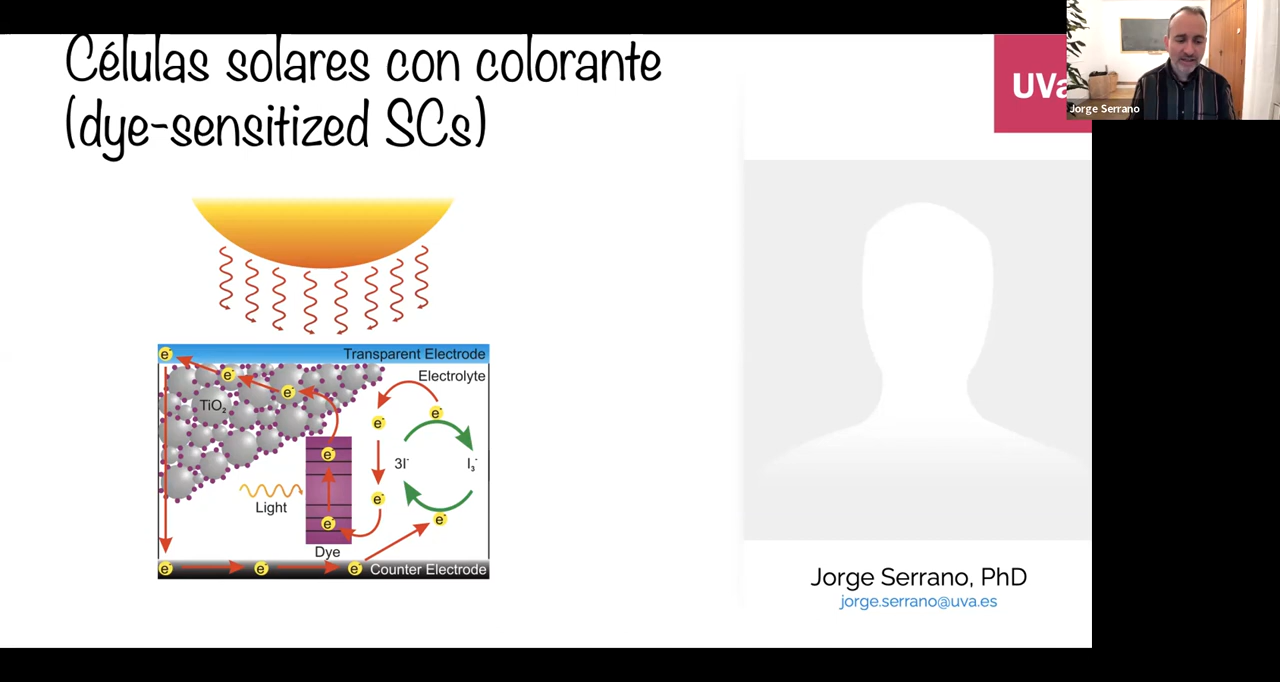 Células solares con colorante
(dye-sensitized SCs)
UVa
Jorge Serrano
e-
Transparent Electrode
e-
Electrolyte
e-
TiO2
e-
e-
e-
3I-
I3-
Light
e-
e-
e-
Dye
e-
e-
e-
Counter Electrode
Jorge Serrano, PhD
jorge.serrano@uva.es